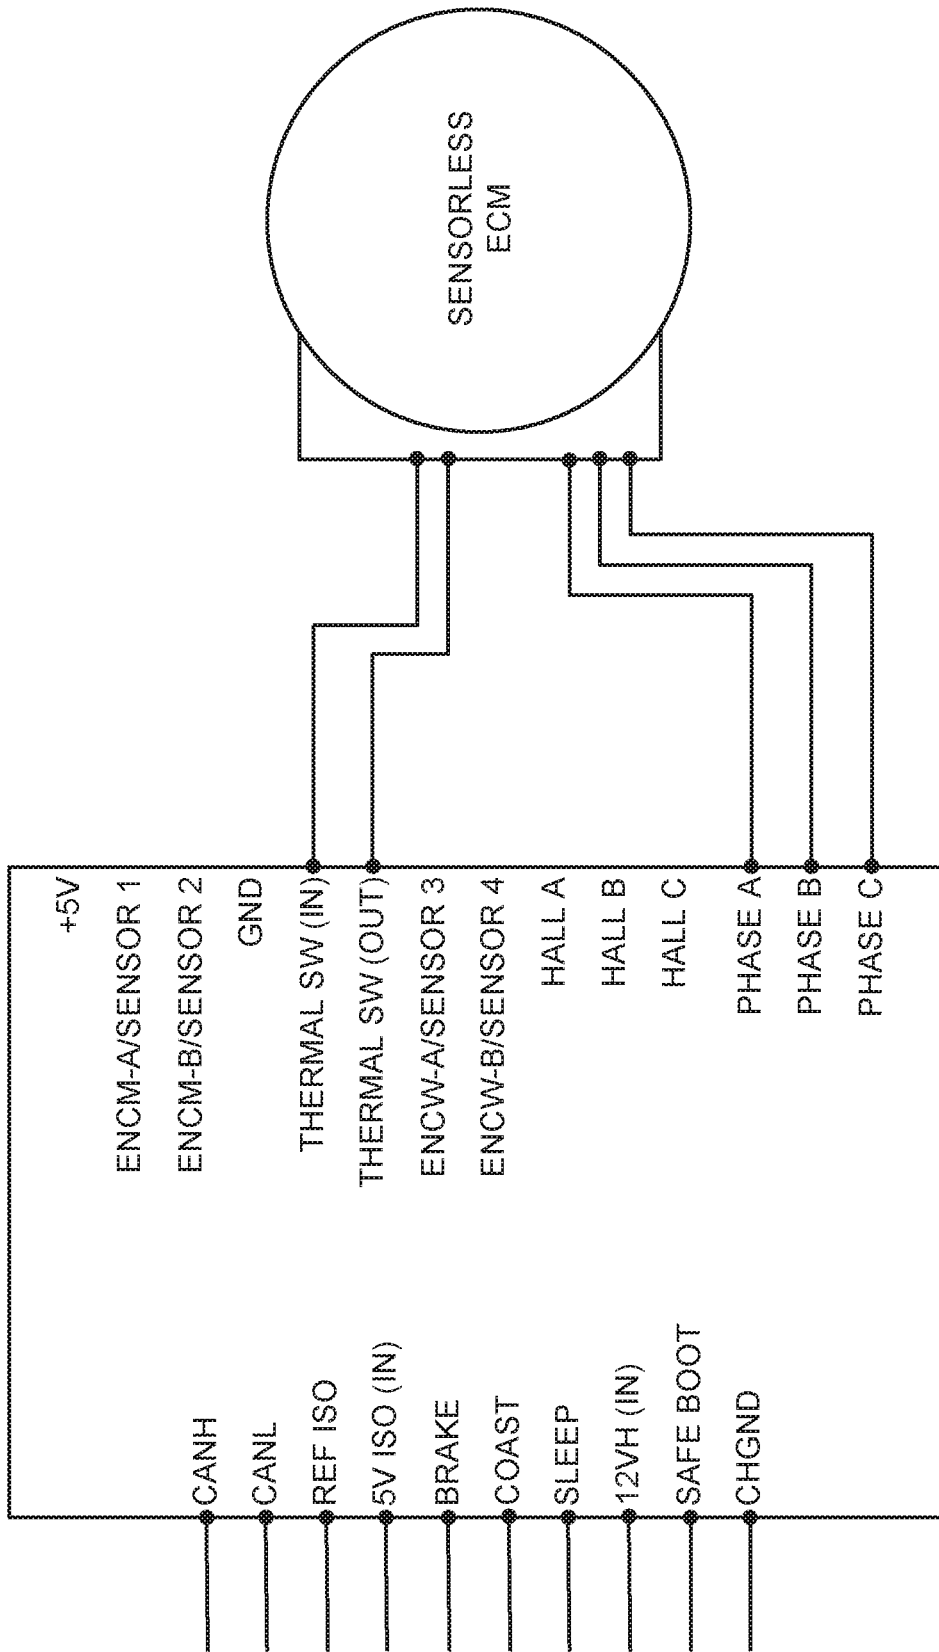 SENSORLESS
ECM
+5V
ENCM-A/SENSOR 1
ENCM-B/SENSOR 2
GND
THERMAL SW (IN)
THERMAL SW (OUT)
ENCW-A/SENSOR 3
ENCW-B/SENSOR 4
HALL A
HALL B
HALL C
PHASE A
PHASE B
PHASE C
CANH
CANL
REF ISO
5V ISO (IN)
BRAKE
COAST
SLEEP
12VH (IN)
SAFE BOOT
CHGND